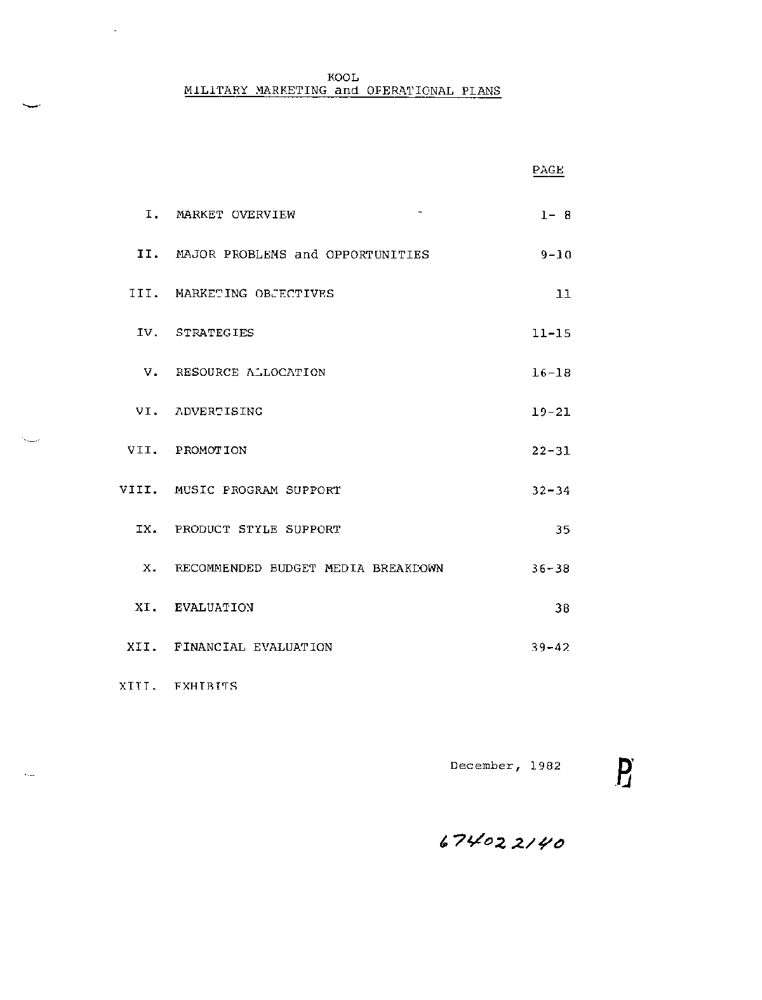 KOOL
MILITARY MARKETING and OPERATIONAL PLANS
PAGE
I. MARKET OVERVIEW 1- 8
II. MAJOR PROBLEMS and OPPORTUNITIES 9-10
III. MARKETING OBJECTIVES 11
IV. STRATEGIES 11-15
V. RESOURCE ALLOCATION 16-18
VI. ADVERTISING 19-21
VII. PROMOTION 22-31
VIII. MUSIC PROGRAM SUPPORT 32-34
IX. PRODUCT STYLE SUPPORT 35
X. RECOMMENDED BUDGET MEDIA BREAKDOWN 36-38
XI. EVALUATION 38
XII. FINANCIAL EVALUATION 39-42
XIII. EXHIBITS
December, 1982
674022140